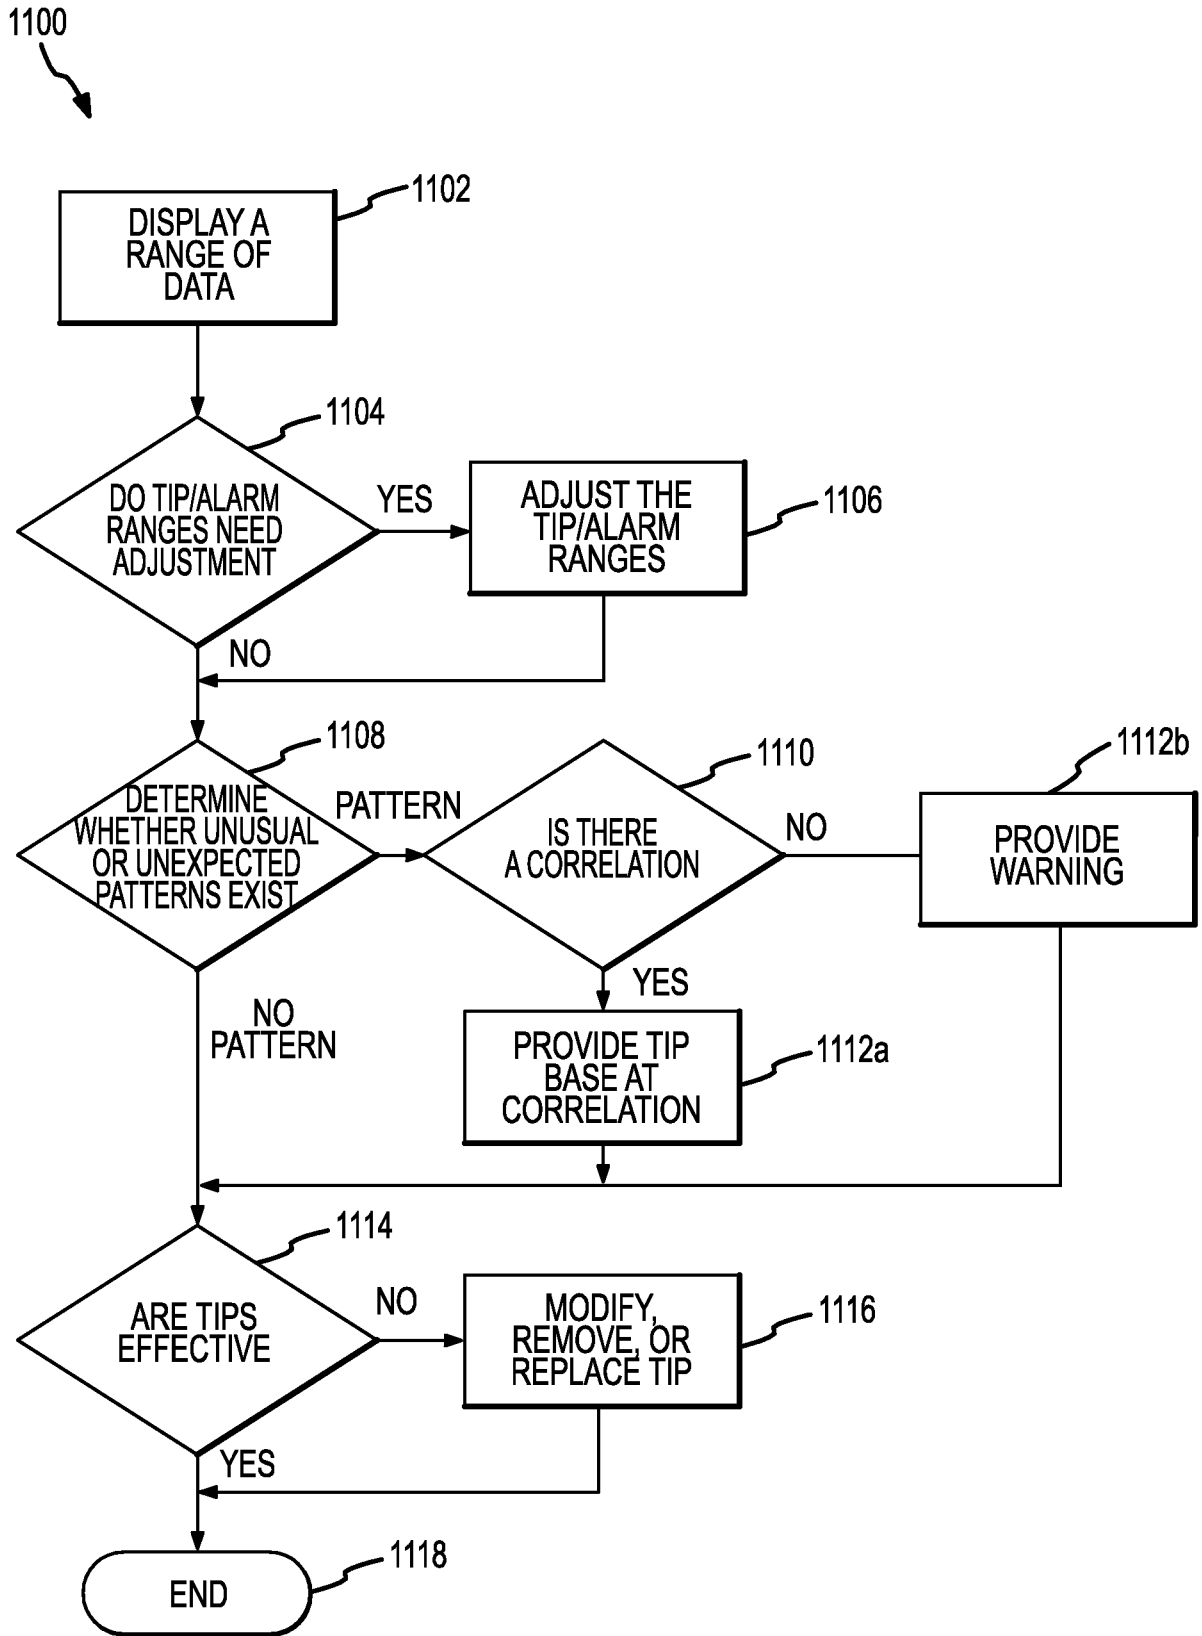 1100
1102
DISPLAY A
RANGE OF
DATA
1104
DO TIP/ALARM
RANGES NEED
ADJUSTMENT
YES
ADJUST THE
TIP/ALARM
RANGES
1106
NO
1108
DETERMINE
WHETHER UNUSUAL
OR UNEXPECTED
PATTERNS EXIST
PATTERN
1110
IS THERE
A CORRELATION
NO
1112b
PROVIDE
WARNING
YES
NO
PATTERN
PROVIDE TIP
BASE AT
CORRELATION
1112a
1114
ARE TIPS
EFFECTIVE
NO
MODIFY,
REMOVE, OR
REPLACE TIP
1116
YES
END
1118